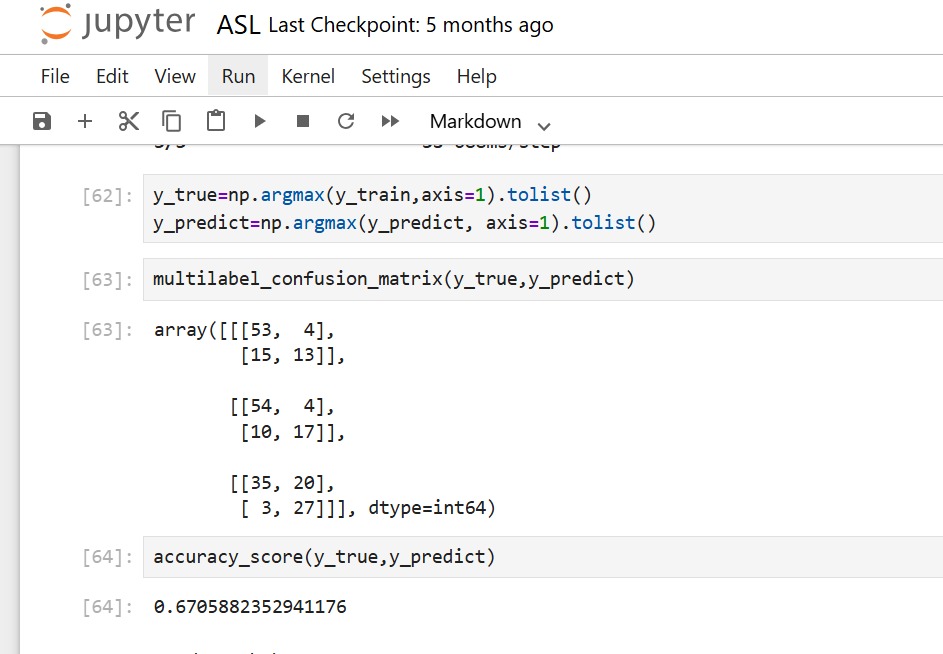 jupyter ASL Last Checkpoint: 5 months ago
File Edit View Run Kernel Settings Help
Markdown
[62]: y_true=np.argmax(y_train,axis=1).tolist()
y_predict=np.argmax(y_predict, axis=1).tolist()
[63]: multilabel_confusion_matrix(y_true,y_predict)
[63]: array([[[53, 4],
[15, 13]],
[[54, 4],
[10, 17]],
[[35, 20],
[ 3, 27]]], dtype=int64)
[64]: accuracy_score(y_true,y_predict)
[64]: 0.6705882352941176